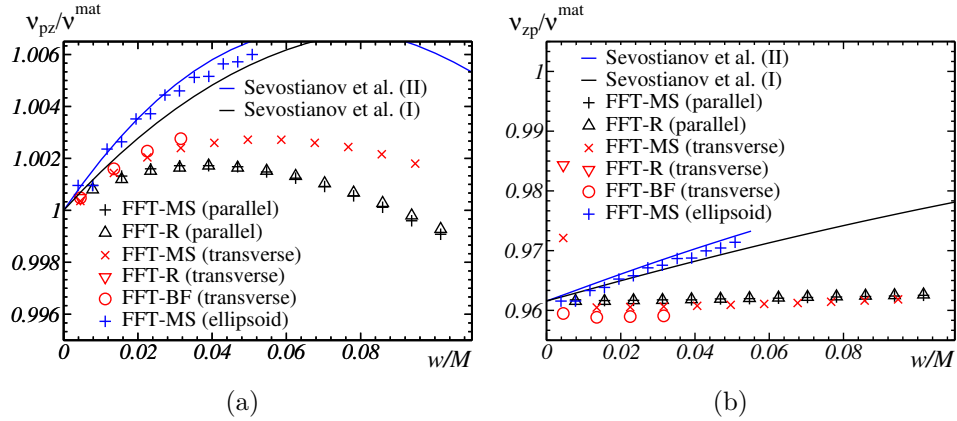 ν_pz/ν^mat
1.006
1.004
1.002
1
0.998
0.996
0
0.02
0.04
0.06
0.08
w/M
Sevostianov et al. (II)
Sevostianov et al. (I)
FFT-MS (parallel)
FFT-R (parallel)
FFT-MS (transverse)
FFT-R (transverse)
FFT-BF (transverse)
FFT-MS (ellipsoid)
(a)
ν_zp/ν^mat
1
0.99
0.98
0.97
0.96
0
0.02
0.04
0.06
0.08
w/M
Sevostianov et al. (II)
Sevostianov et al. (I)
FFT-MS (parallel)
FFT-R (parallel)
FFT-MS (transverse)
FFT-R (transverse)
FFT-BF (transverse)
FFT-MS (ellipsoid)
(b)